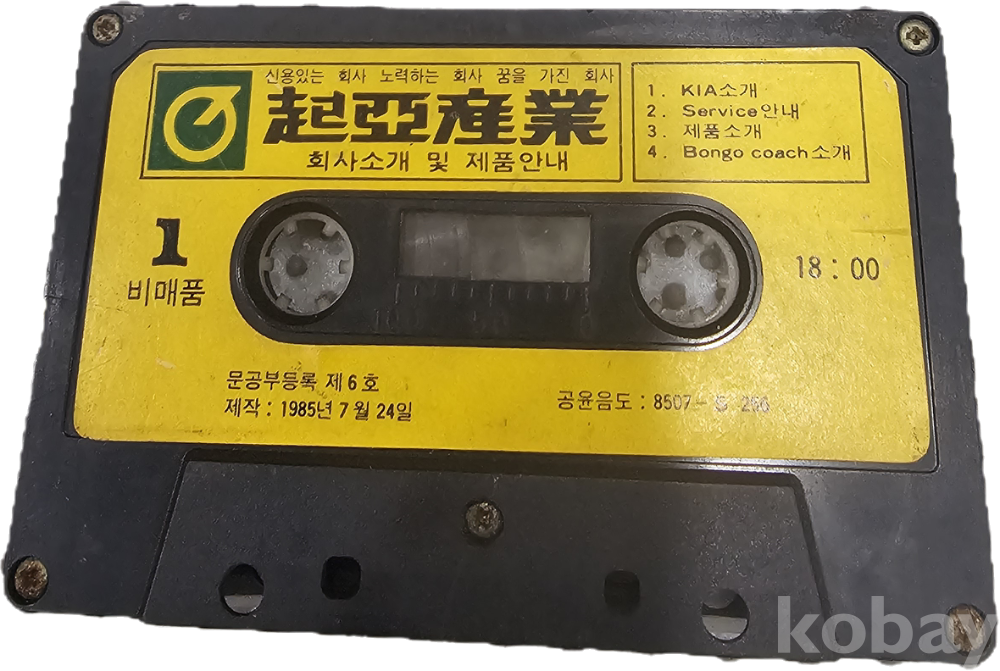 신용있는 회사 노력하는 회사 꿈을 가진 회사
起亞産業
회사소개 및 제품안내
1. KIA소개
2. Service안내
3. 제품소개
4. Bongo coach소개
1
비매품
18 : 00
문공부등록 제6호
제작 : 1985년 7월 24일
공윤음도 : 8507-
kobay